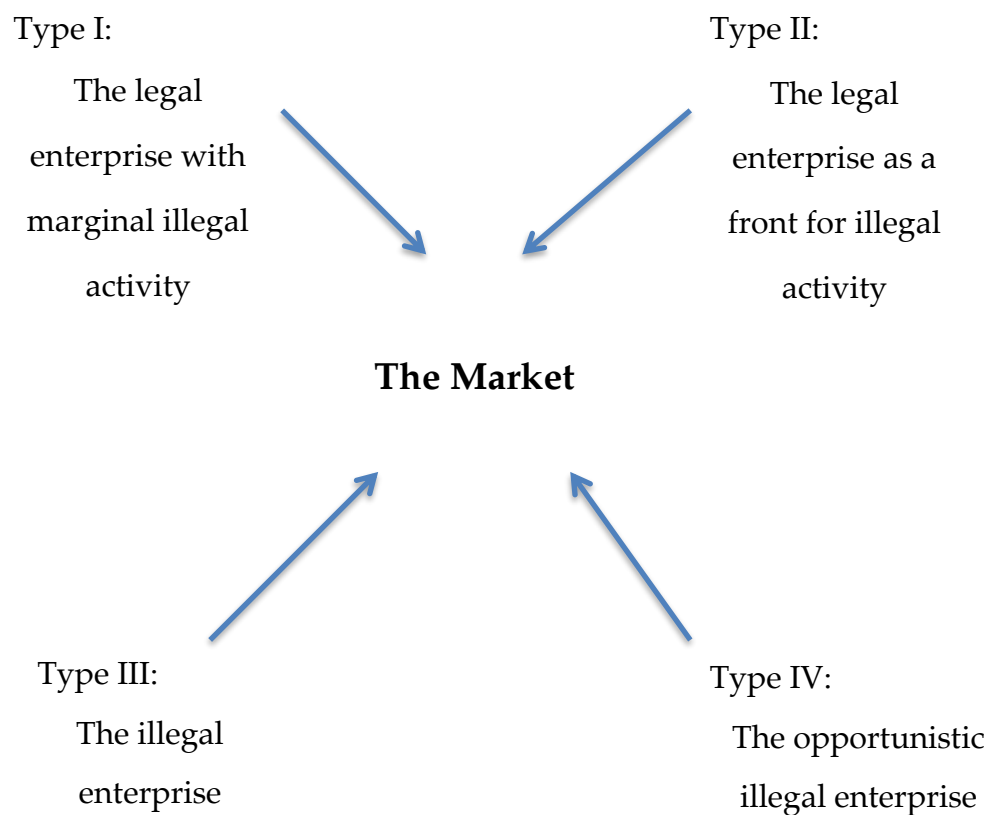 Type I:
The legal
enterprise with
marginal illegal
activity
Type II:
The legal
enterprise as a
front for illegal
activity
The Market
Type III:
The illegal
enterprise
Type IV:
The opportunistic
illegal enterprise